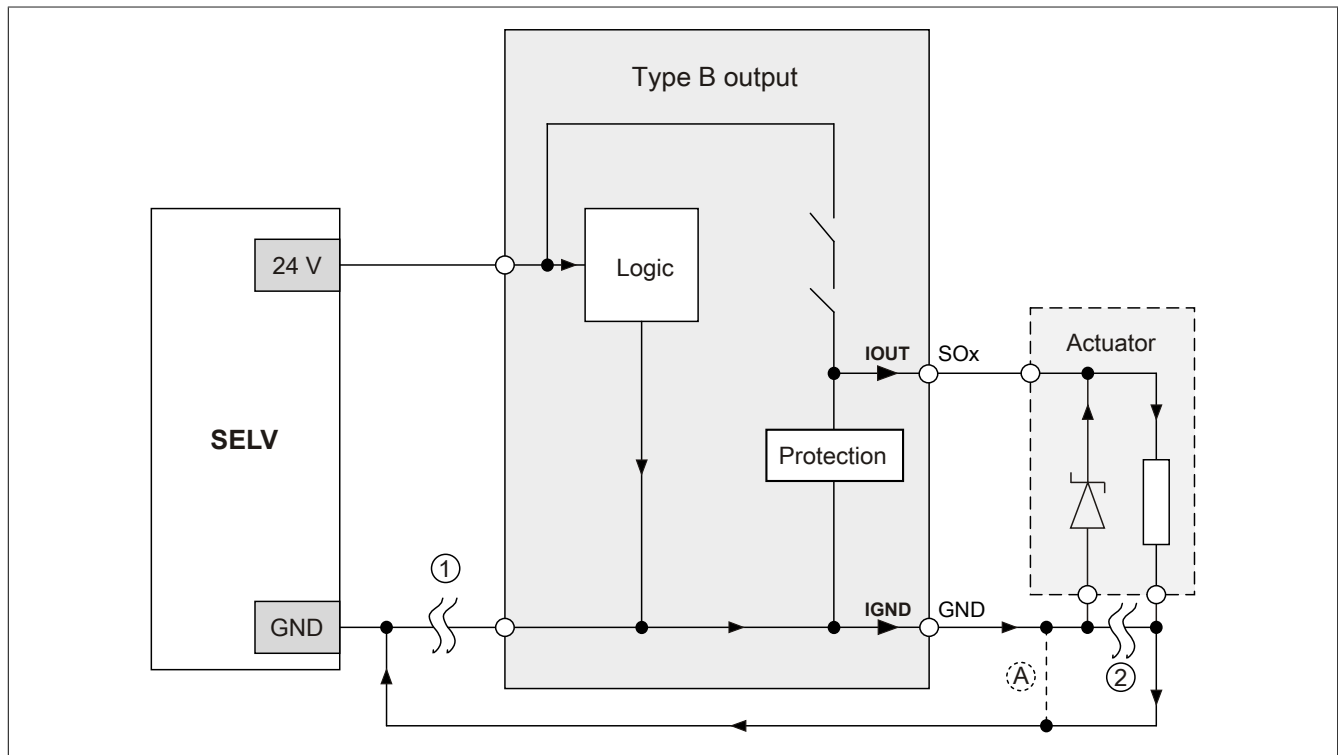 Type B output
24 V
Logic
Actuator
IOUT
SOx
SELV
Protection
①
GND
IGND
GND
Ⓐ
②